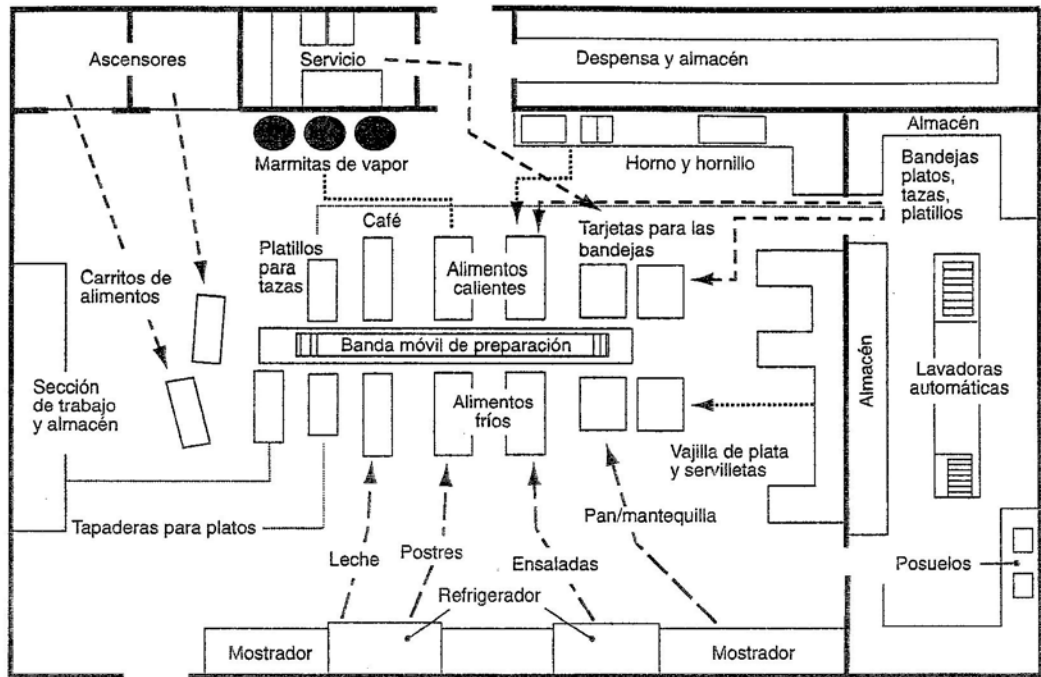 Ascensores
Servicio
Despensa y almacén
Marmitas de vapor
Horno y hornillo
Almacén
Bandejas
platos,
tazas,
platillos
Café
Platillos
para
tazas
Alimentos
calientes
Tarjetas para las
bandejas
Carritos de
alimentos
Banda móvil de preparación
Sección
de trabajo
y almacén
Alimentos
fríos
Almacén
Lavadoras
automáticas
Vajilla de plata
y servilletas
Tapaderas para platos
Pan/mantequilla
Leche
Postres
Ensaladas
Posuelos
Refrigerador
Mostrador
Mostrador